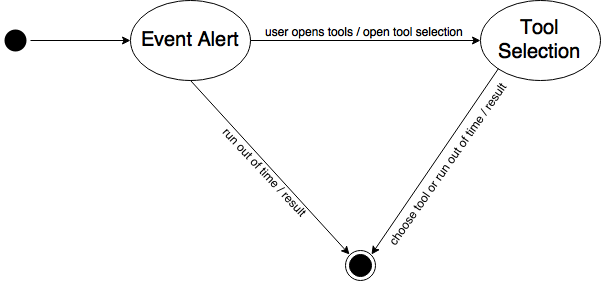 Event Alert
user opens tools / open tool selection
Tool
Selection
run out of time / result
choose tool or run out of time / result